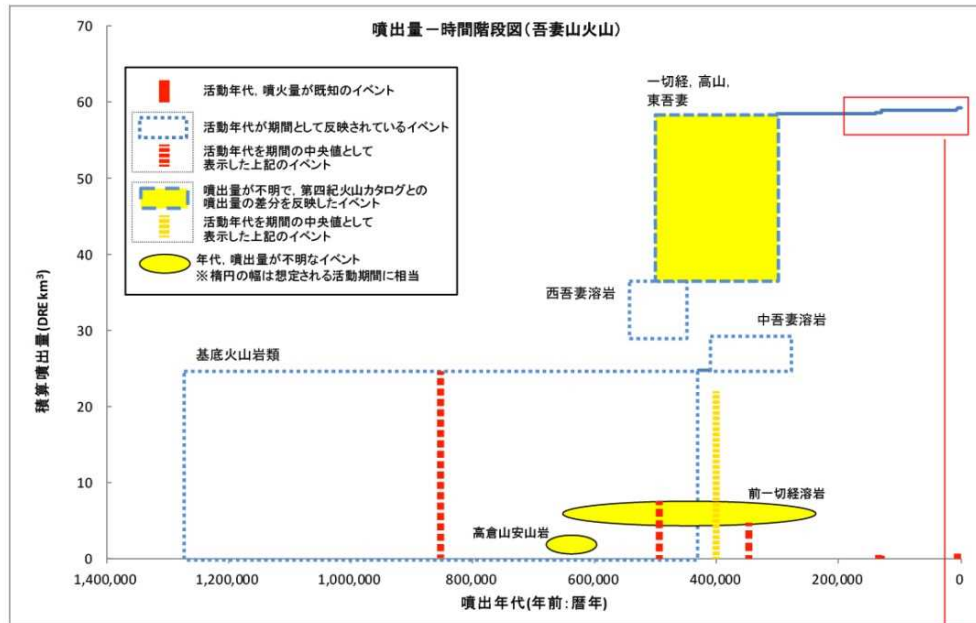 噴出量－時間階段図（吾妻山火山）
70
60
50
40
30
20
10
0
積算噴出量(DRE km³)
活動年代，噴火量が既知のイベント
活動年代が期間として反映されているイベント
活動年代を期間の中央値として
表示した上記のイベント
噴出量が不明で，第四紀火山カタログとの
噴出量の差分を反映したイベント
活動年代を期間の中央値として
表示した上記のイベント
年代，噴出量が不明なイベント
※楕円の幅は想定される活動期間に相当
一切経，高山，
東吾妻
西吾妻溶岩
中吾妻溶岩
基底火山岩類
前一切経溶岩
高倉山安山岩
1,400,000
1,200,000
1,000,000
800,000
600,000
400,000
200,000
0
噴出年代(年前：暦年)